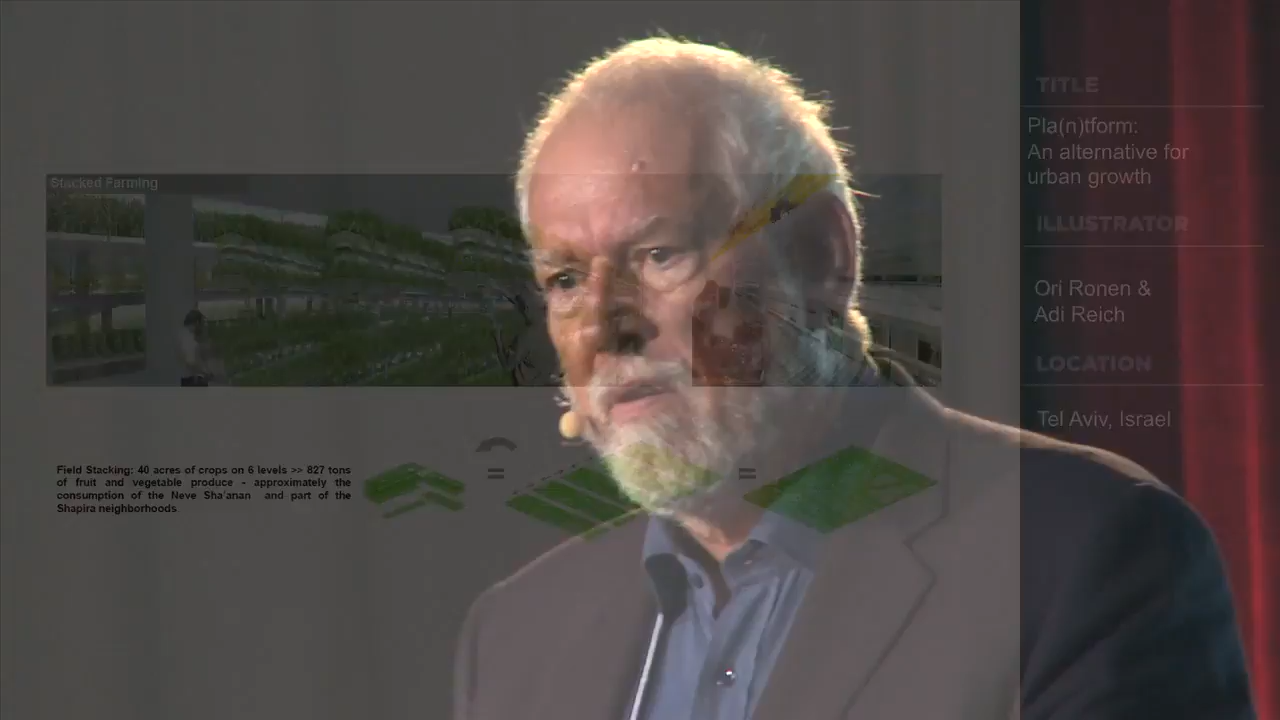 Stacked Farming
Field Stacking: 40 acres of crops on 6 levels >> 827 tons
of fruit and vegetable produce - approximately the
consumption of the Neve Sha'anan and part of the
Shapira neighborhoods
=
=
TITLE
Pla(n)tform:
An alternative for
urban growth
ILLUSTRATOR
Ori Ronen &
Adi Reich
LOCATION
Tel Aviv, Israel